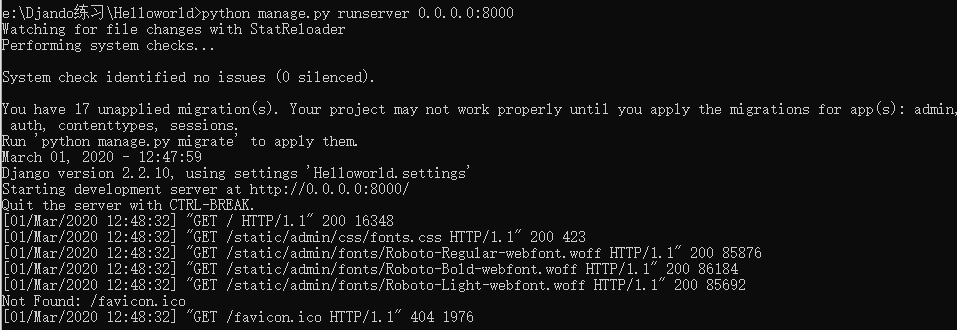 e:\Djando练习\Helloworld>python manage.py runserver 0.0.0.0:8000
Watching for file changes with StatReloader
Performing system checks...
System check identified no issues (0 silenced).
You have 17 unapplied migration(s). Your project may not work properly until you apply the migrations for app(s): admin,
 auth, contenttypes, sessions.
Run 'python manage.py migrate' to apply them.
March 01, 2020 - 12:47:59
Django version 2.2.10, using settings 'Helloworld.settings'
Starting development server at http://0.0.0.0:8000/
Quit the server with CTRL-BREAK.
[01/Mar/2020 12:48:32] "GET / HTTP/1.1" 200 16348
[01/Mar/2020 12:48:32] "GET /static/admin/css/fonts.css HTTP/1.1" 200 423
[01/Mar/2020 12:48:32] "GET /static/admin/fonts/Roboto-Regular-webfont.woff HTTP/1.1" 200 85876
[01/Mar/2020 12:48:32] "GET /static/admin/fonts/Roboto-Bold-webfont.woff HTTP/1.1" 200 86184
[01/Mar/2020 12:48:32] "GET /static/admin/fonts/Roboto-Light-webfont.woff HTTP/1.1" 200 85692
Not Found: /favicon.ico
[01/Mar/2020 12:48:32] "GET /favicon.ico HTTP/1.1" 404 1976